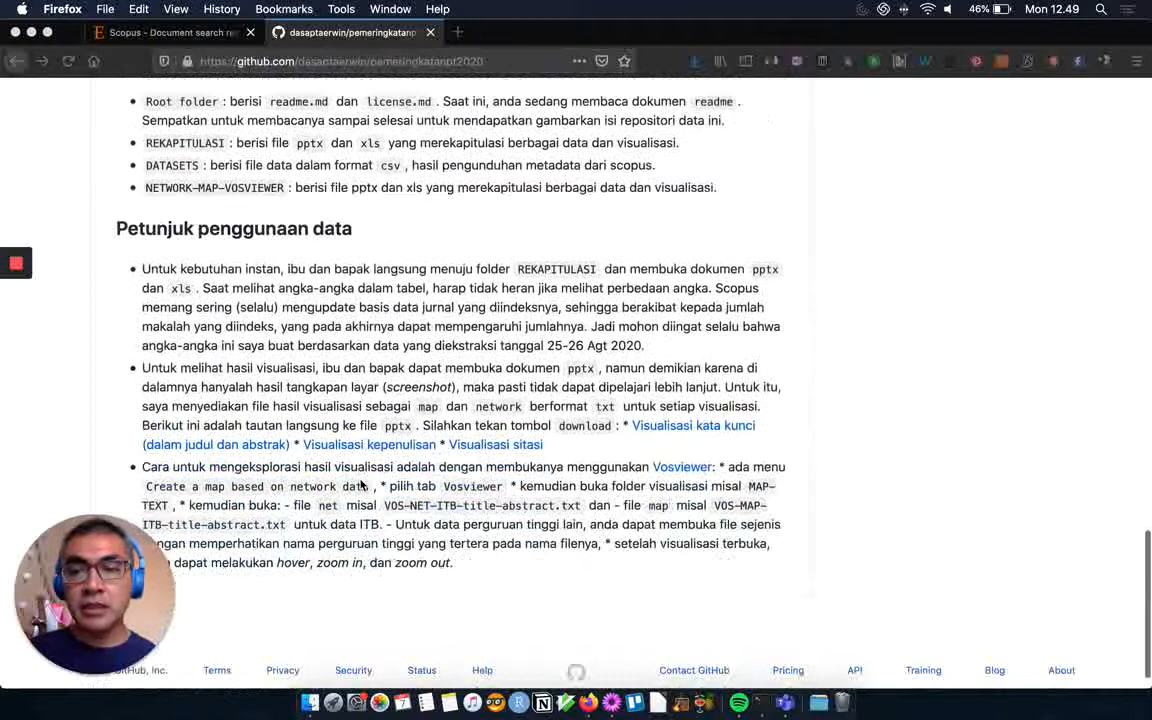 Firefox File Edit View History Bookmarks Tools Window Help 46% Mon 12.49
Scopus - Document search re
dasaptaerwin/pemeringkatanp
https://github.com/dasaptaerwin/pemeringkatanpt2020
Root folder : berisi readme.md dan license.md . Saat ini, anda sedang membaca dokumen readme .
Sempatkan untuk membacanya sampai selesai untuk mendapatkan gambarkan isi repositori data ini.
REKAPITULASI : berisi file pptx dan xls yang merekapitulasi berbagai data dan visualisasi.
DATASETS : berisi file data dalam format csv , hasil pengunduhan metadata dari scopus.
NETWORK-MAP-VOSVIEWER : berisi file pptx dan xls yang merekapitulasi berbagai data dan visualisasi.
Petunjuk penggunaan data
Untuk kebutuhan instan, ibu dan bapak langsung menuju folder REKAPITULASI dan membuka dokumen pptx
dan xls . Saat melihat angka-angka dalam tabel, harap tidak heran jika melihat perbedaan angka. Scopus
memang sering (selalu) mengupdate basis data jurnal yang diindeksnya, sehingga berakibat kepada jumlah
makalah yang diindeks, yang pada akhirnya dapat mempengaruhi jumlahnya. Jadi mohon diingat selalu bahwa
angka-angka ini saya buat berdasarkan data yang diekstraksi tanggal 25-26 Agt 2020.
Untuk melihat hasil visualisasi, ibu dan bapak dapat membuka dokumen pptx , namun demikian karena di
dalamnya hanyalah hasil tangkapan layar (screenshot), maka pasti tidak dapat dipelajari lebih lanjut. Untuk itu,
saya menyediakan file hasil visualisasi sebagai map dan network berformat txt untuk setiap visualisasi.
Berikut ini adalah tautan langsung ke file pptx . Silahkan tekan tombol download : * Visualisasi kata kunci
(dalam judul dan abstrak) * Visualisasi kepenulisan * Visualisasi sitasi
Cara untuk mengeksplorasi hasil visualisasi adalah dengan membukanya menggunakan Vosviewer: * ada menu
Create a map based on network data , * pilih tab Vosviewer * kemudian buka folder visualisasi misal MAP-
TEXT , * kemudian buka: - file net misal VOS-NET-ITB-title-abstract.txt dan - file map misal VOS-MAP-
ITB-title-abstract.txt untuk data ITB. - Untuk data perguruan tinggi lain, anda dapat membuka file sejenis
dengan memperhatikan nama perguruan tinggi yang tertera pada nama filenya, * setelah visualisasi terbuka,
dapat melakukan hover, zoom in, dan zoom out.
GitHub, Inc. Terms Privacy Security Status Help Contact GitHub Pricing API Training Blog About